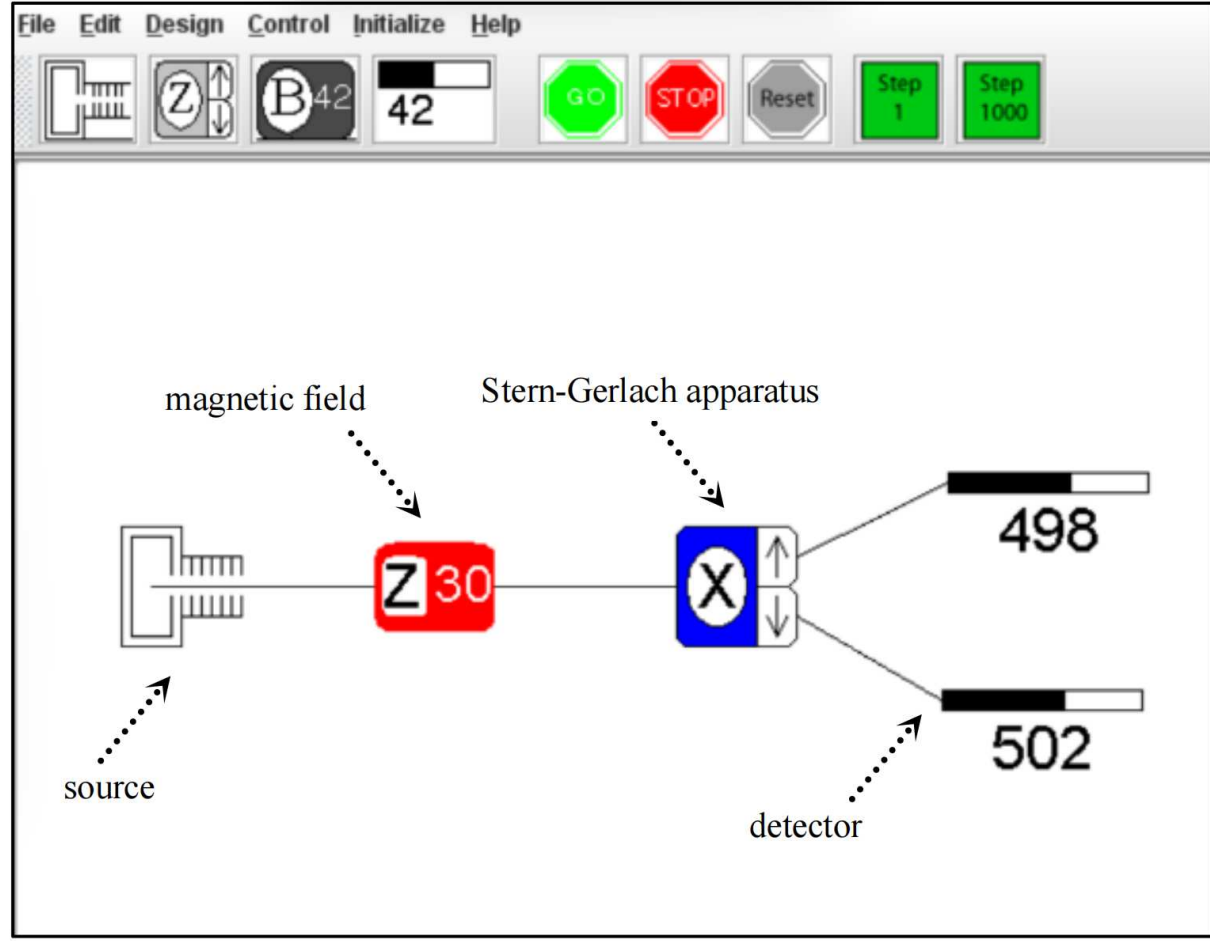 File Edit Design Control Initialize Help
Z B 42 42 GO STOP Reset Step 1 Step 1000
magnetic field
Stern-Gerlach apparatus
498
Z 30
X
source
502
detector